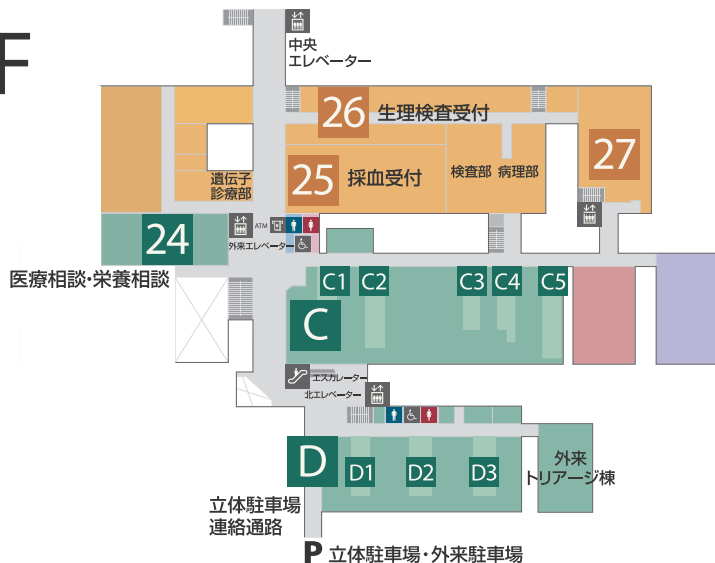 F
中央
エレベーター
26 生理検査受付
27
25 採血受付
検査部 病理部
遺伝子
診療部
24
ATM
外来エレベーター
医療相談・栄養相談
C1 C2 C3 C4 C5
C
エスカレーター
北エレベーター
D
D1 D2 D3
外来
トリアージ棟
立体駐車場
連絡通路
P 立体駐車場・外来駐車場